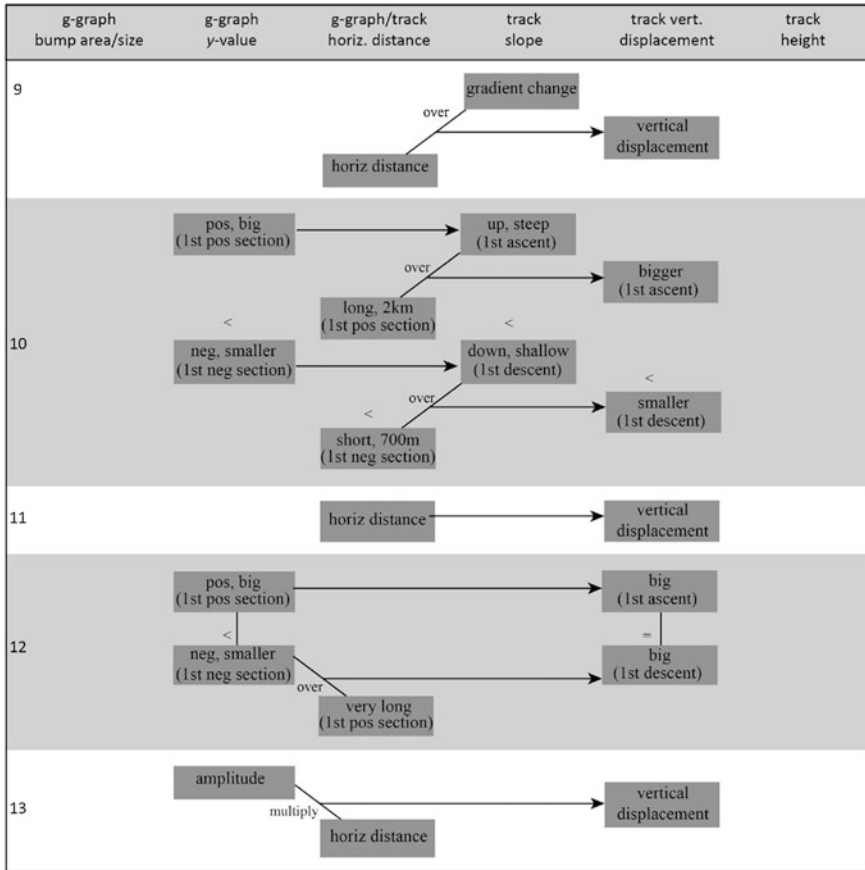 g-graph
bump area/size
g-graph
y-value
g-graph/track
horiz. distance
track
slope
track vert.
displacement
track
height
9
gradient change
over
vertical
displacement
horiz distance
10
pos, big
(1st pos section)
up, steep
(1st ascent)
over
bigger
(1st ascent)
long, 2km
(1st pos section)
<
<
neg, smaller
(1st neg section)
down, shallow
(1st descent)
<
over
smaller
(1st descent)
<
short, 700m
(1st neg section)
11
horiz distance
vertical
displacement
12
pos, big
(1st pos section)
big
(1st ascent)
<
=
neg, smaller
(1st neg section)
big
(1st descent)
over
very long
(1st pos section)
13
amplitude
multiply
vertical
displacement
horiz distance